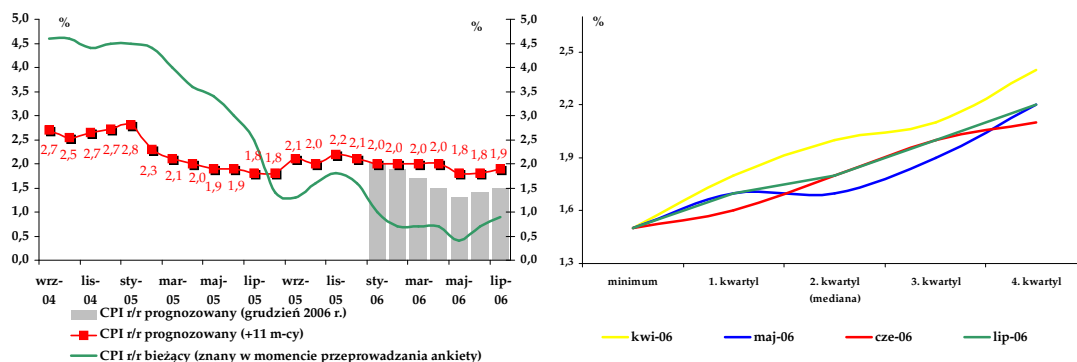 %
%
5,0
4,5
4,0
3,5
3,0
2,5
2,0
1,5
1,0
0,5
0,0
5,0
4,5
4,0
3,5
3,0
2,5
2,0
1,5
1,0
0,5
0,0
2,7
2,5
2,7
2,7
2,8
2,3
2,1
2,0
1,9
1,9
1,8
1,8
2,1
2,0
2,2
2,1
2,0
2,0
2,0
2,0
1,8
1,8
1,9
wrz-04
lis-04
sty-05
mar-05
maj-05
lip-05
wrz-05
lis-05
sty-06
mar-06
maj-06
lip-06
CPI r/r prognozowany (grudzień 2006 r.)
CPI r/r prognozowany (+11 m-cy)
CPI r/r bieżący (znany w momencie przeprowadzania ankiety)
%
2,5
2,2
1,9
1,6
1,3
minimum
1. kwartyl
2. kwartyl
(mediana)
3. kwartyl
4. kwartyl
kwi-06
maj-06
cze-06
lip-06